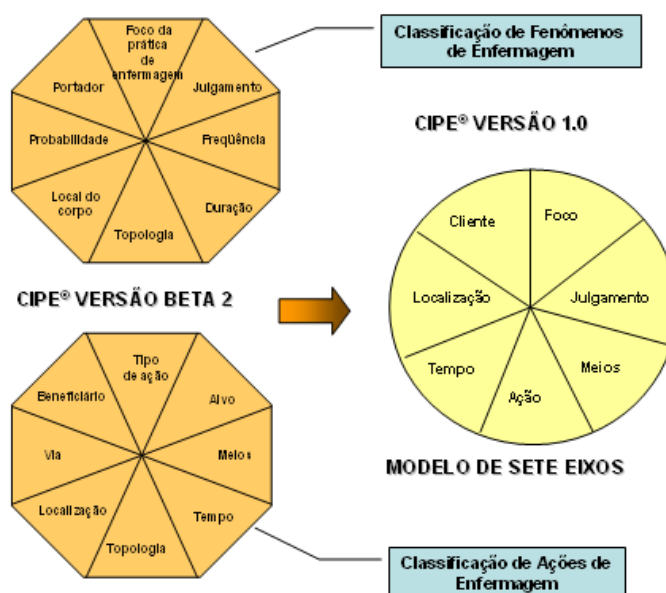 Foco da
prática
de
enfermagem
Julgamento
Freqüência
Duração
Topologia
Local do
corpo
Probabilidade
Portador
Classificação de Fenômenos
de Enfermagem
CIPE® VERSÃO BETA 2
CIPE® VERSÃO 1.0
Cliente
Foco
Julgamento
Meios
Ação
Tempo
Localização
MODELO DE SETE EIXOS
Tipo
de ação
Alvo
Meios
Tempo
Topologia
Localização
Via
Beneficiário
Classificação de Ações de
Enfermagem